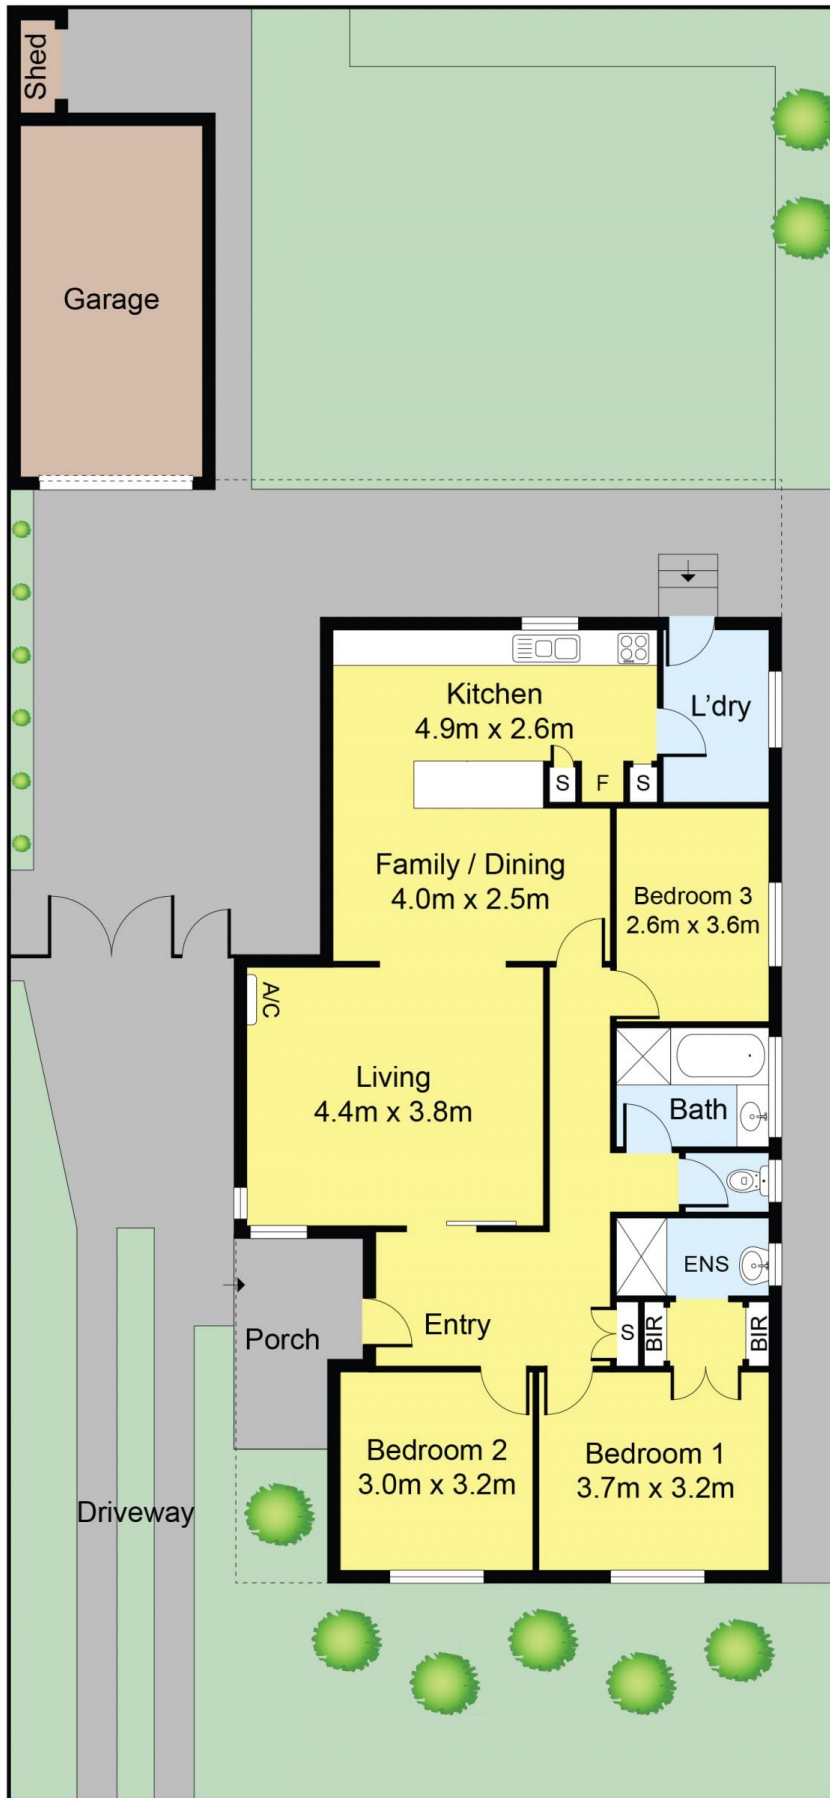 Shed
Garage
Kitchen
4.9m x 2.6m
L'dry
S
F
S
Family / Dining
4.0m x 2.5m
Bedroom 3
2.6m x 3.6m
A/C
Living
4.4m x 3.8m
Bath
ENS
Porch
Entry
S
BIR
BIR
Bedroom 2
3.0m x 3.2m
Bedroom 1
3.7m x 3.2m
Driveway